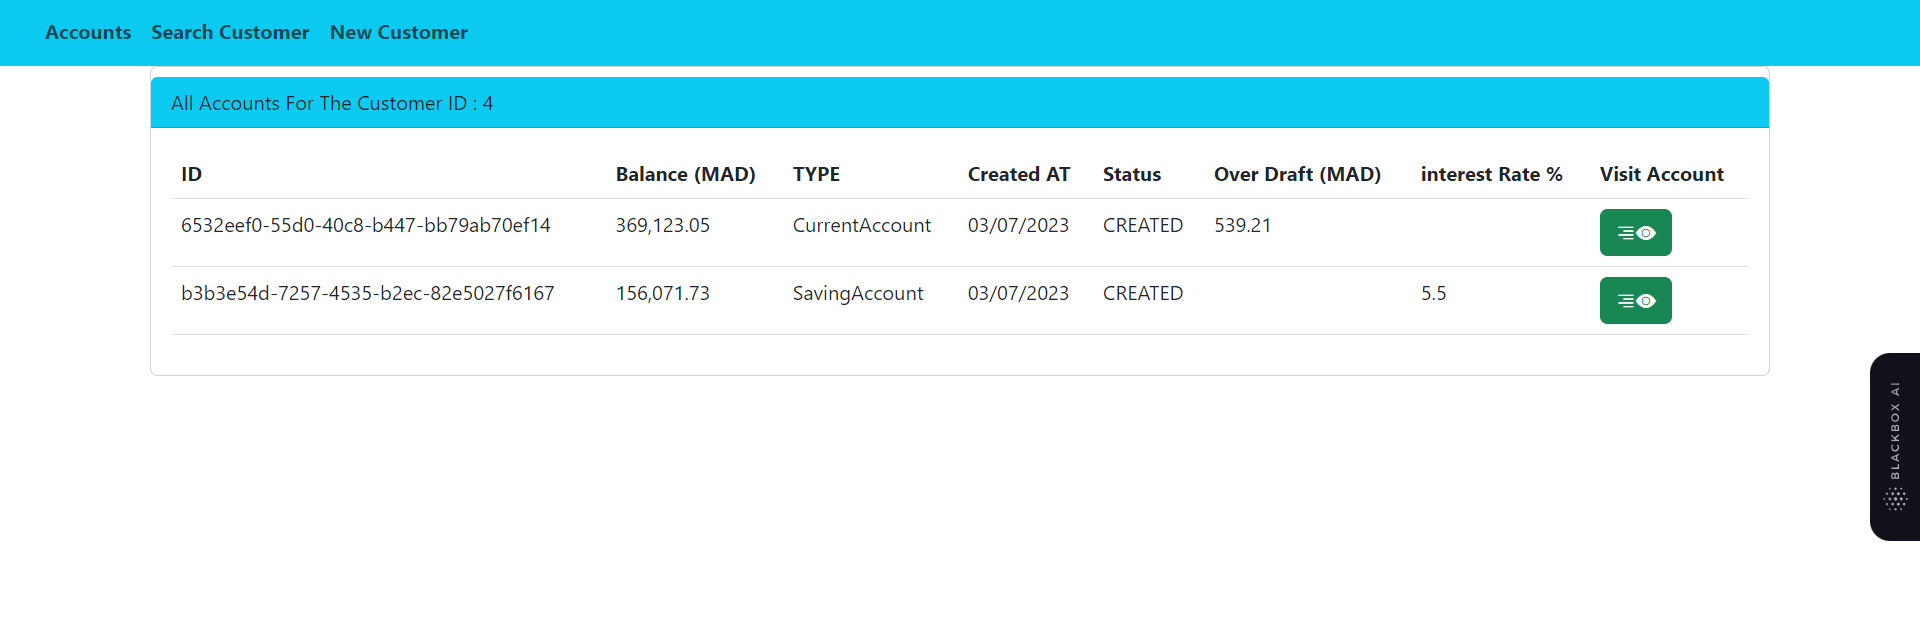 Accounts Search Customer New Customer
All Accounts For The Customer ID : 4
ID Balance (MAD) TYPE Created AT Status Over Draft (MAD) interest Rate % Visit Account
6532eef0-55d0-40c8-b447-bb79ab70ef14 369,123.05 CurrentAccount 03/07/2023 CREATED 539.21
b3b3e54d-7257-4535-b2ec-82e5027f6167 156,071.73 SavingAccount 03/07/2023 CREATED 5.5
BLACKBOX AI